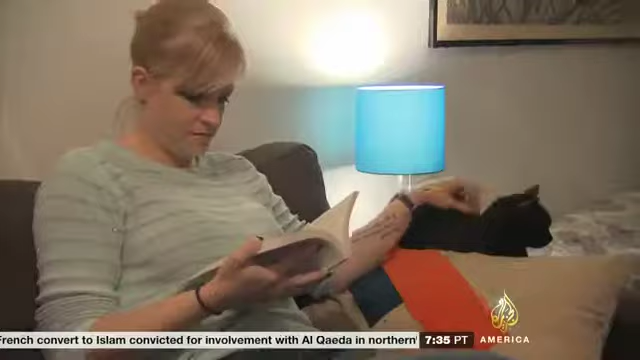 French convert to Islam convicted for involvement with Al Qaeda in northern
7:35 PT
AMERICA